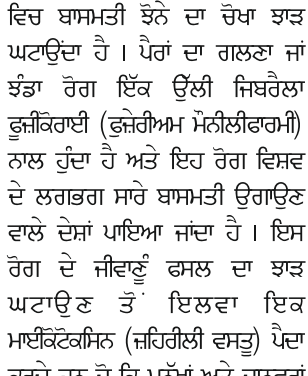 ਵਿਚ ਬਾਸਮਤੀ ਝੋਨੇ ਦਾ ਚੋਖਾ ਝਾੜ
ਘਟਾਉਂਦਾ ਹੈ । ਪੈਰਾਂ ਦਾ ਗਲਣਾ ਜਾਂ
ਝੰਡਾ ਰੋਗ ਇੱਕ ਉੱਲੀ ਜਿਬਰੈਲਾ
ਫੂਜ਼ੀਕੋਰਾਈ (ਫੁਜ਼ੇਰੀਅਮ ਮੌਨੀਲੀਫਾਰਮੀ)
ਨਾਲ ਹੁੰਦਾ ਹੈ ਅਤੇ ਇਹ ਰੋਗ ਵਿਸ਼ਵ
ਦੇ ਲਗਭਗ ਸਾਰੇ ਬਾਸਮਤੀ ਉਗਾਉਣ
ਵਾਲੇ ਦੇਸ਼ਾਂ ਪਾਇਆ ਜਾਂਦਾ ਹੈ । ਇਸ
ਰੋਗ ਦੇ ਜੀਵਾਣੂੰ ਫਸਲ ਦਾ ਝਾੜ
ਘਟਾਉਣ ਤੋਂ ਇਲਵਾ ਇਕ
ਮਾਈਕੋਟੋਕਸਿਨ (ਜ਼ਹਿਰੀਲੀ ਵਸਤੂ) ਪੈਦਾ